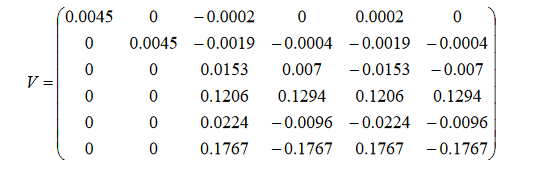 0.0045 0 −0.0002 0 0.0002 0
0 0.0045 −0.0019 −0.0004 −0.0019 −0.0004
0 0 0.0153 0.007 −0.0153 −0.007
V =
0 0 0.1206 0.1294 0.1206 0.1294
0 0 0.0224 −0.0096 −0.0224 −0.0096
0 0 0.1767 −0.1767 0.1767 −0.1767